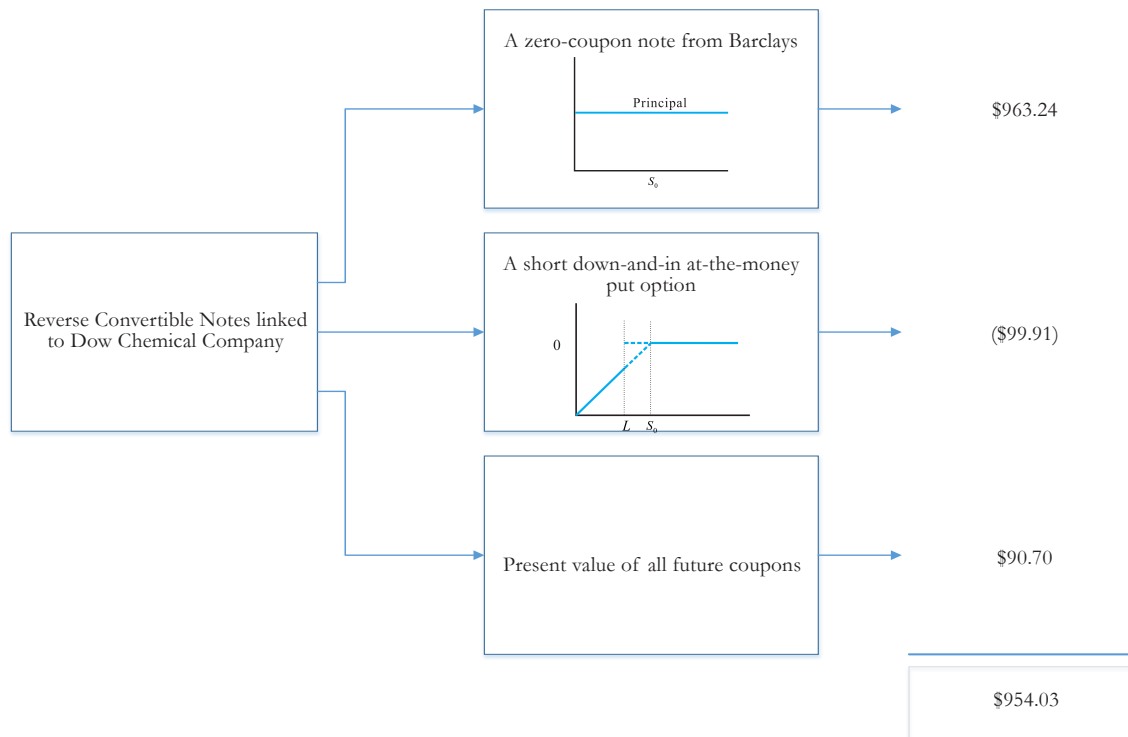 A zero-coupon note from Barclays
Principal
S₀
$963.24
Reverse Convertible Notes linked
to Dow Chemical Company
A short down-and-in at-the-money
put option
0
L S₀
($99.91)
Present value of all future coupons
$90.70
$954.03